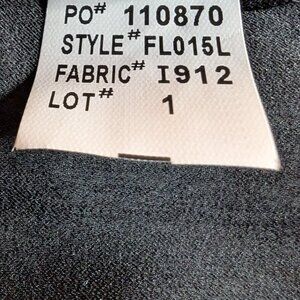 PO# 110870
STYLE# FL015L
FABRIC# I912
LOT# 1